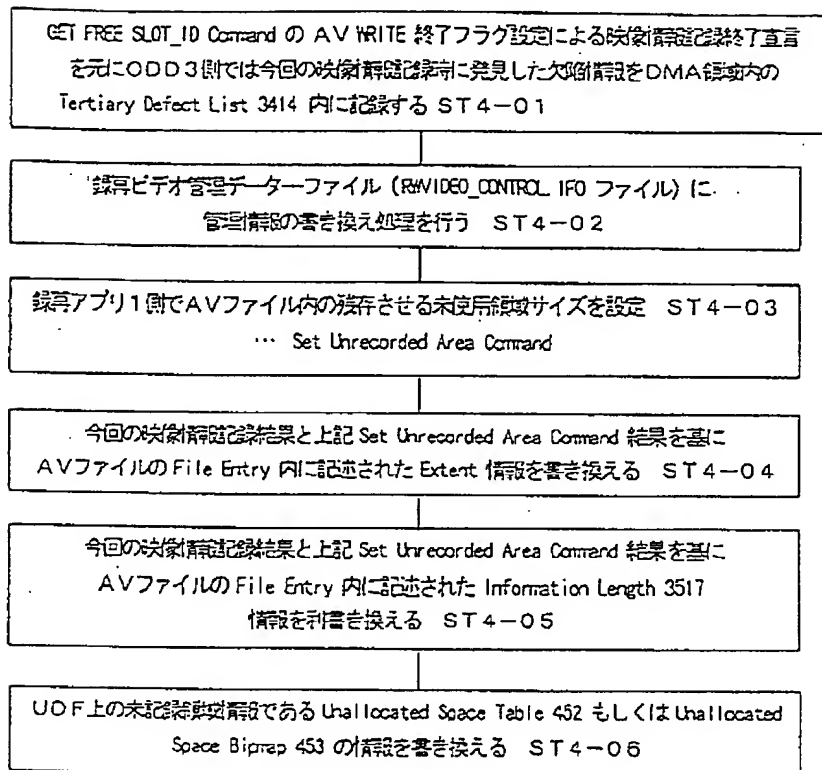 GET FREE SLOT_ID Command の AV WRITE 終了フラグ設定による映像情報記録終了宣言
を元にODD3側では今回の映像情報記録時に発見した欠陥情報をDMA領域内の
Tertiary Defect List 3414 内に記録する ST4-01
録再ビデオ管理データーファイル (RWVIDEO_CONTROL.IFO ファイル) に
管理情報の書き換え処理を行う ST4-02
録再アプリ1側でAVファイル内の残存させる未使用領域サイズを設定 ST4-03
… Set Unrecorded Area Command
今回の映像情報記録結果と上記 Set Unrecorded Area Command 結果を基に
AVファイルの File Entry 内に記述された Extent 情報を書き換える ST4-04
今回の映像情報記録結果と上記 Set Unrecorded Area Command 結果を基に
AVファイルの File Entry 内に記述された Information Length 3517
情報を利書き換える ST4-05
UDF上の未記録領域情報である Unallocated Space Table 452 もしくは Unallocated
Space Bitmap 453 の情報を書き換える ST4-06